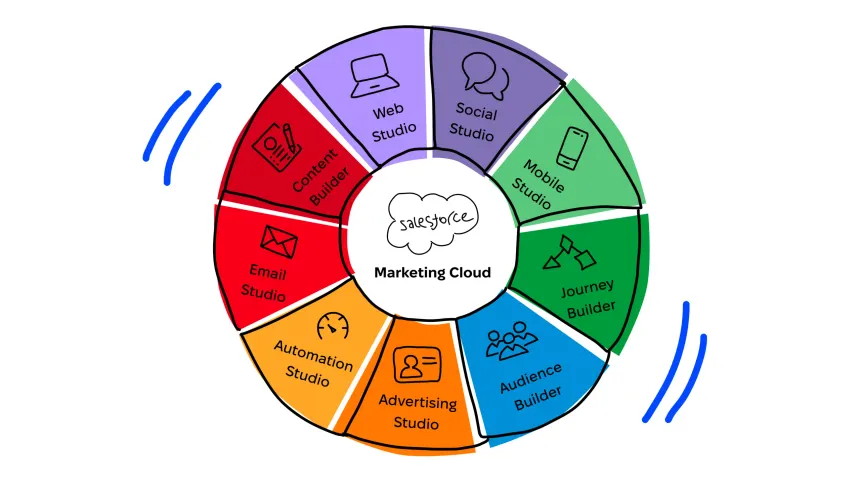 Web
Studio
Social
Studio
Mobile
Studio
Journey
Builder
Audience
Builder
Advertising
Studio
Automation
Studio
Email
Studio
Content
Builder
salesforce
Marketing Cloud